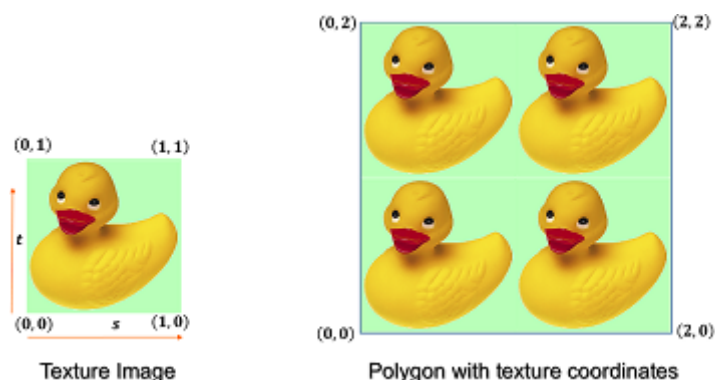 (0, 2)
(2, 2)
(0, 1)
(1, 1)
t
(0, 0)
s
(1, 0)
(0, 0)
(2, 0)
Texture Image
Polygon with texture coordinates